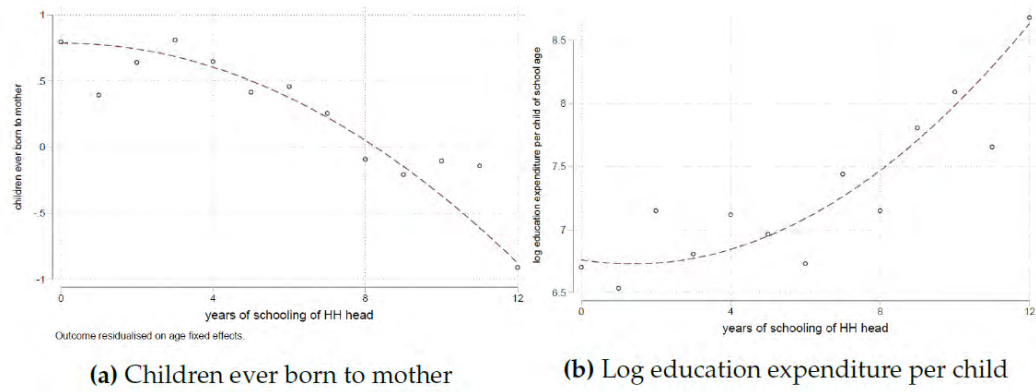 children ever born to mother
1
.5
0
-.5
-1
0 4 8 12
years of schooling of HH head
Outcome residualised on age fixed effects.
(a) Children ever born to mother
log education expenditure per child of school age
8.5
8
7.5
7
6.5
0 4 8 12
years of schooling of HH head
(b) Log education expenditure per child